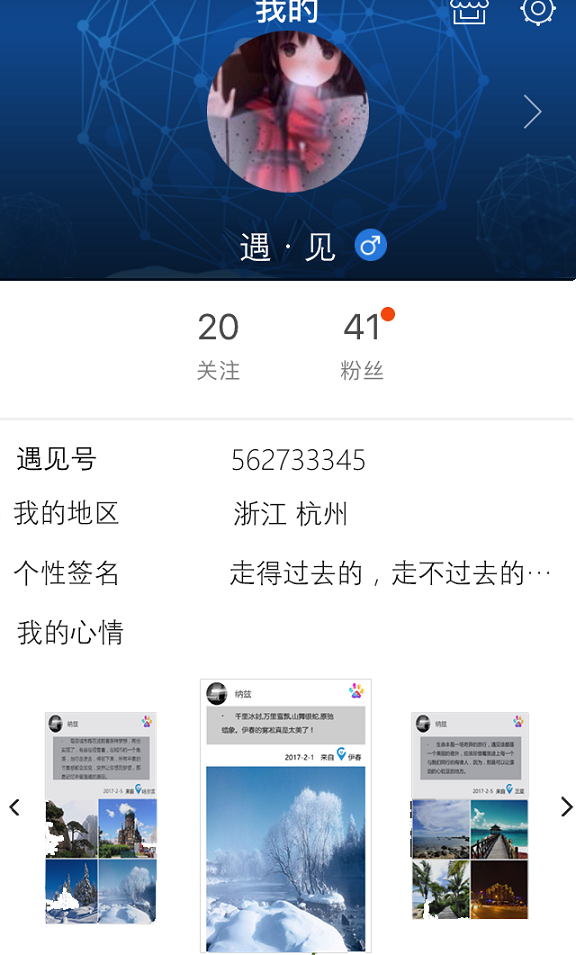 我的
遇 · 见
20
41
关注
粉丝
遇见号
562733345
我的地区
浙江 杭州
个性签名
走得过去的，走不过去的···
我的心情
纳兹
2017-2-5 来自 哈尔滨
纳兹
· 千里冰封,万里雪飘,山舞银蛇,原驰
蜡象。伊春的雾凇真是太美了！
2017-2-1 来自 伊春
纳兹
2017-2-5 来自 三亚